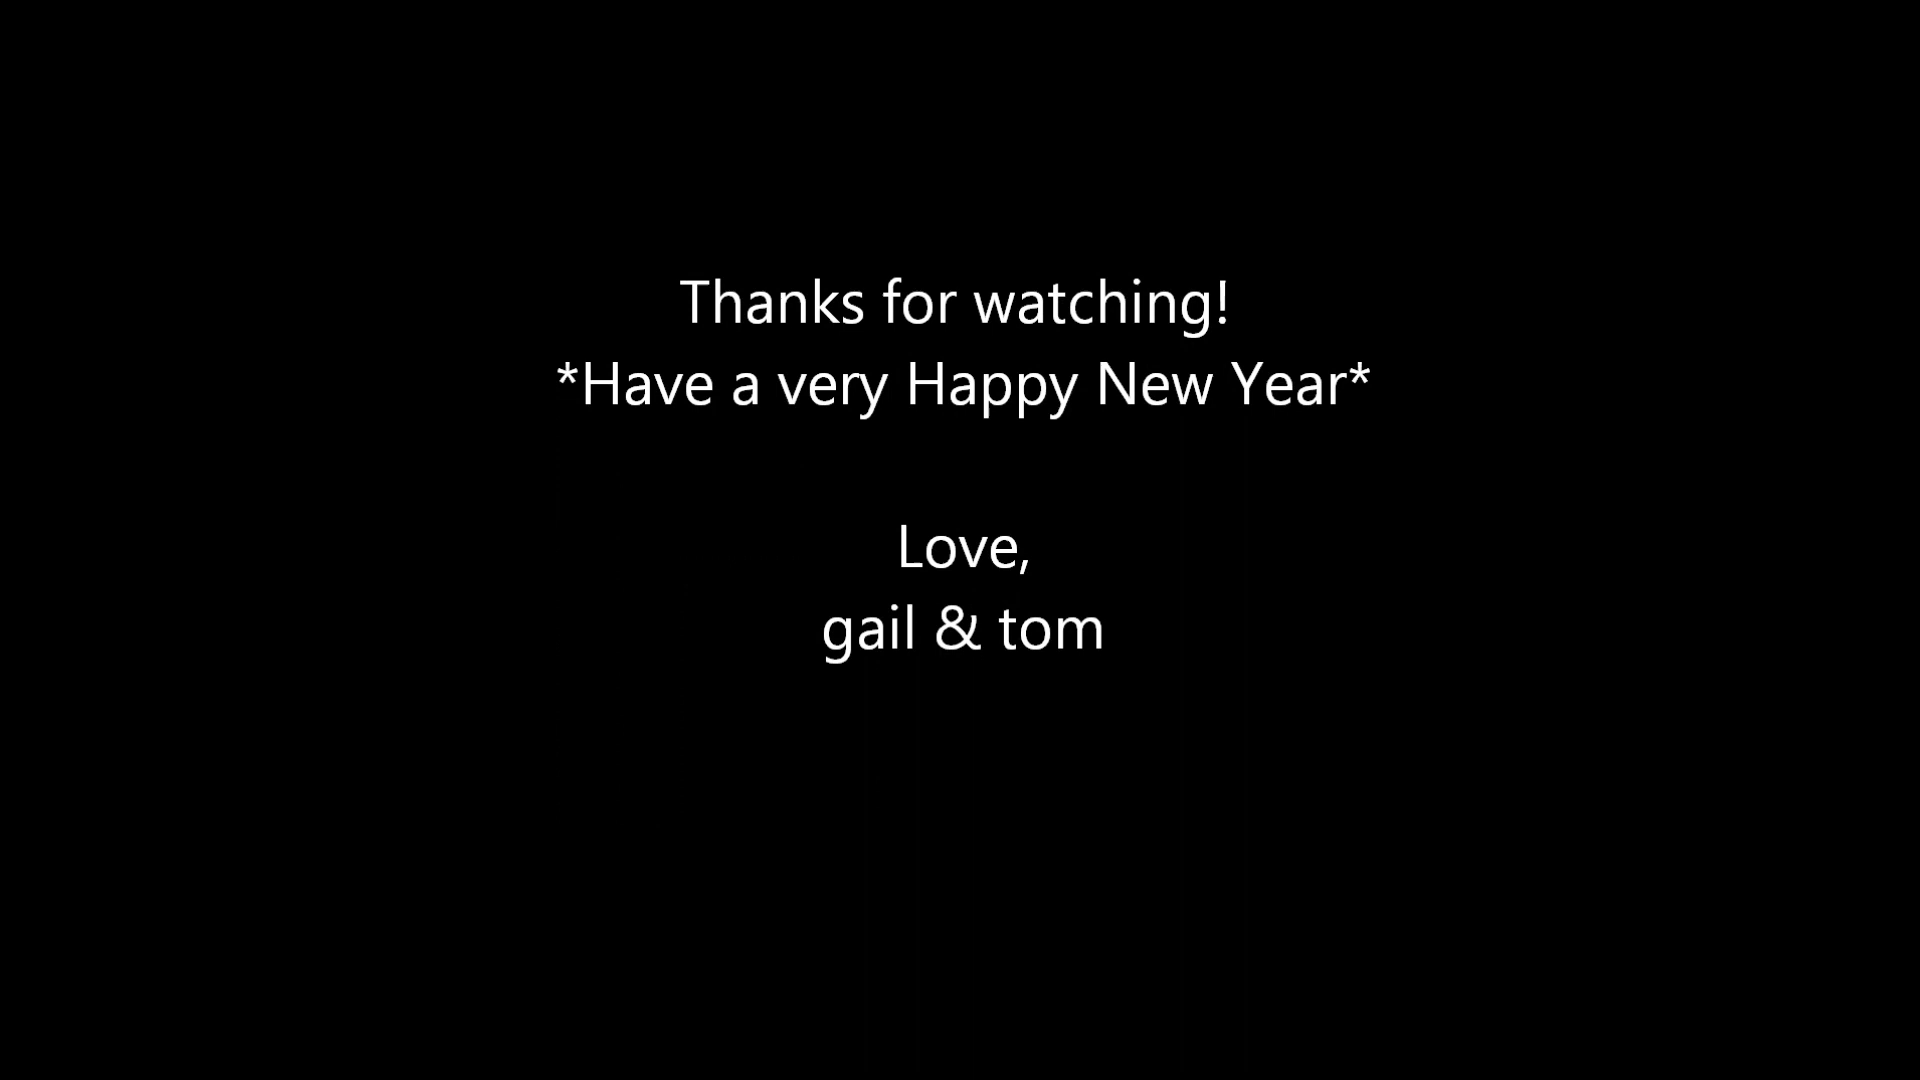 Thanks for watching!
*Have a very Happy New Year*
Love,
gail & tom